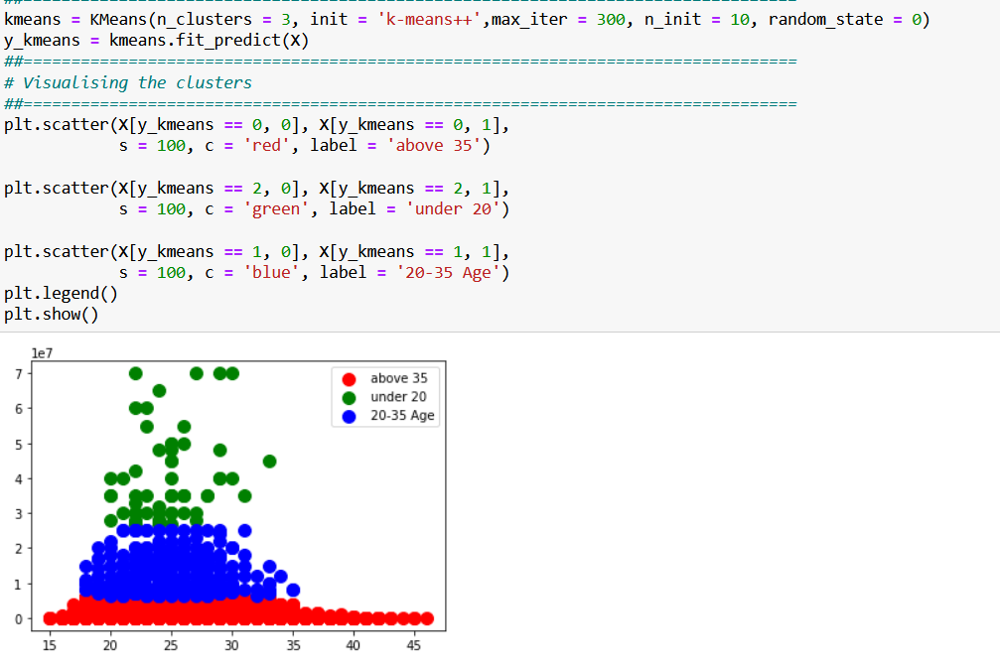 ##=================================================================================
kmeans = KMeans(n_clusters = 3, init = 'k-means++',max_iter = 300, n_init = 10, random_state = 0)
y_kmeans = kmeans.fit_predict(X)
##=================================================================================
# Visualising the clusters
##=================================================================================
plt.scatter(X[y_kmeans == 0, 0], X[y_kmeans == 0, 1],
            s = 100, c = 'red', label = 'above 35')
plt.scatter(X[y_kmeans == 2, 0], X[y_kmeans == 2, 1],
            s = 100, c = 'green', label = 'under 20')
plt.scatter(X[y_kmeans == 1, 0], X[y_kmeans == 1, 1],
            s = 100, c = 'blue', label = '20-35 Age')
plt.legend()
plt.show()
1e7
above 35
under 20
20-35 Age
7
6
5
4
3
2
1
0
15 20 25 30 35 40 45